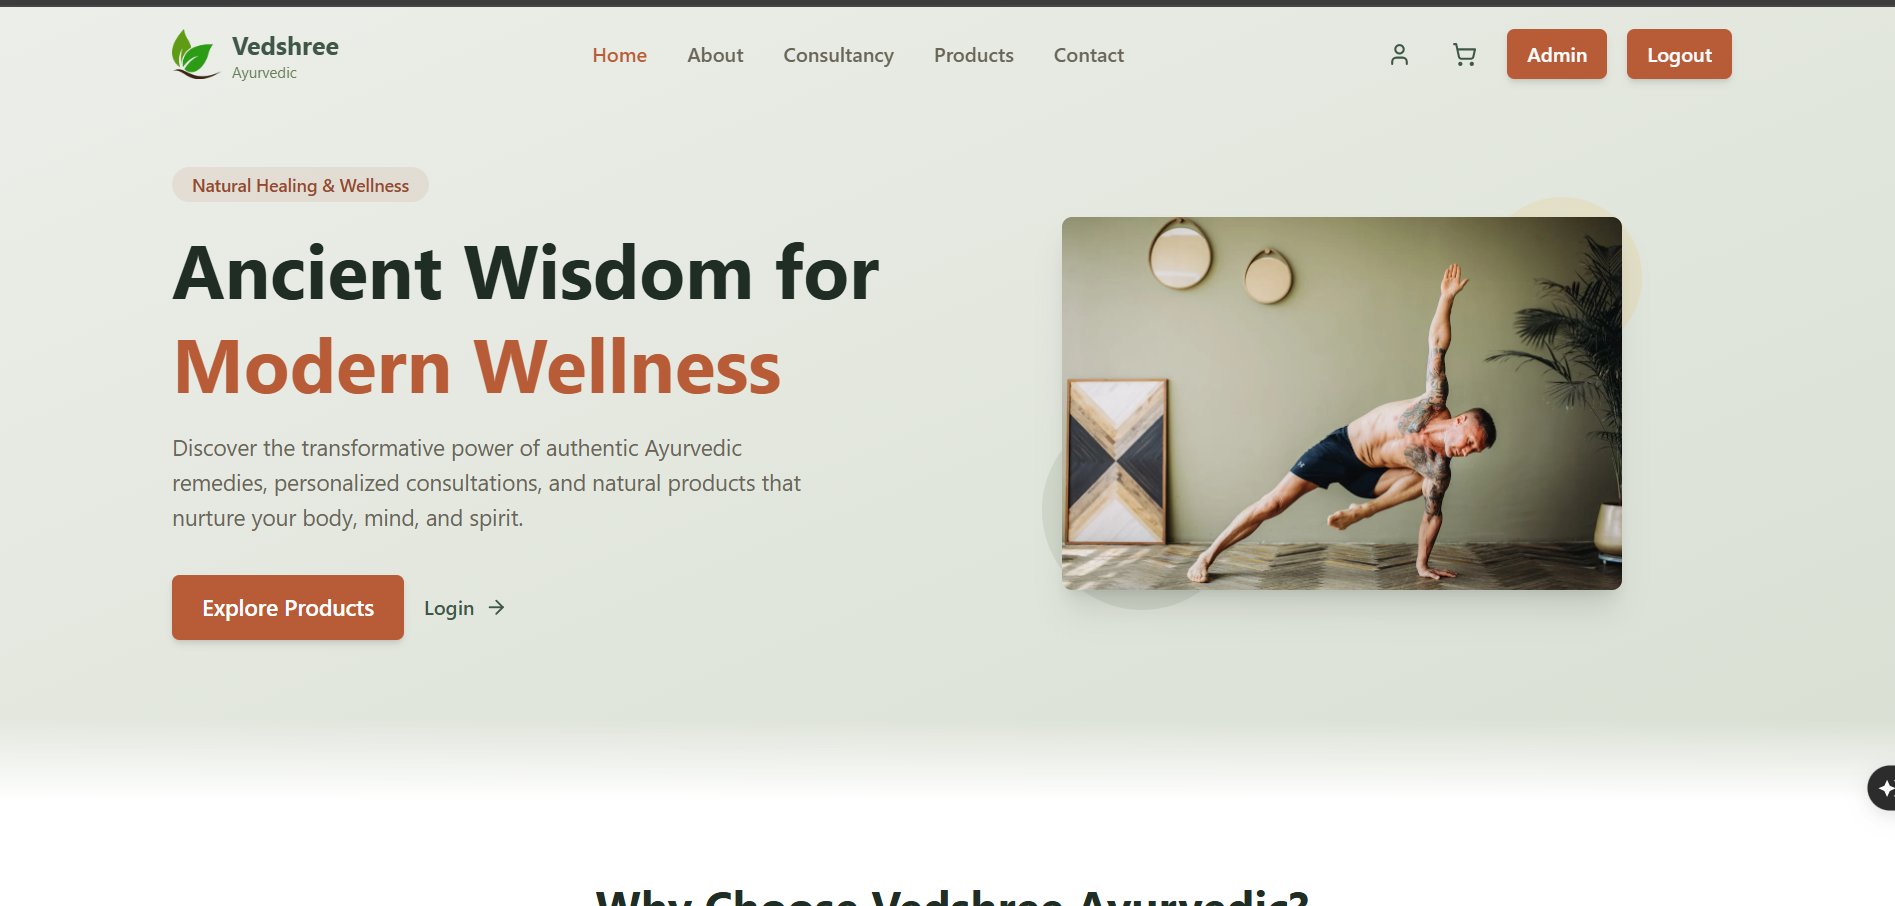 Vedshree
Ayurvedic
Home
About
Consultancy
Products
Contact
Admin
Logout
Natural Healing & Wellness
Ancient Wisdom for
Modern Wellness
Discover the transformative power of authentic Ayurvedic
remedies, personalized consultations, and natural products that
nurture your body, mind, and spirit.
Explore Products
Login
Why Choose Vedshree Ayurvedic?